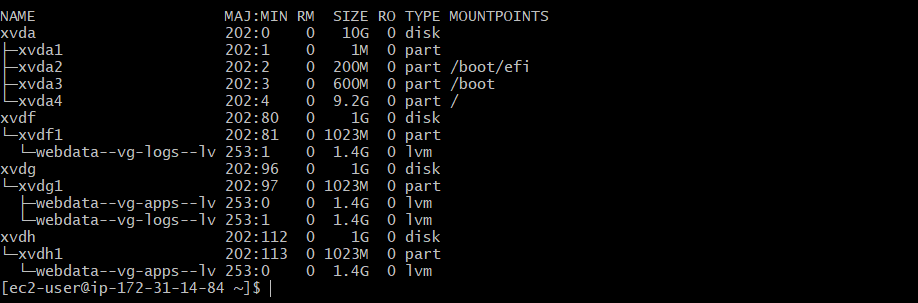 NAME                       MAJ:MIN RM  SIZE RO TYPE MOUNTPOINTS
xvda                       202:0    0   10G  0 disk
├─xvda1                    202:1    0    1M  0 part
├─xvda2                    202:2    0  200M  0 part /boot/efi
├─xvda3                    202:3    0  600M  0 part /boot
└─xvda4                    202:4    0  9.2G  0 part /
xvdf                       202:80   0    1G  0 disk
└─xvdf1                    202:81   0 1023M  0 part
  └─webdata--vg-logs--lv 253:1    0  1.4G  0 lvm
xvdg                       202:96   0    1G  0 disk
└─xvdg1                    202:97   0 1023M  0 part
  ├─webdata--vg-apps--lv 253:0    0  1.4G  0 lvm
  └─webdata--vg-logs--lv 253:1    0  1.4G  0 lvm
xvdh                       202:112  0    1G  0 disk
└─xvdh1                    202:113  0 1023M  0 part
  └─webdata--vg-apps--lv 253:0    0  1.4G  0 lvm
[ec2-user@ip-172-31-14-84 ~]$